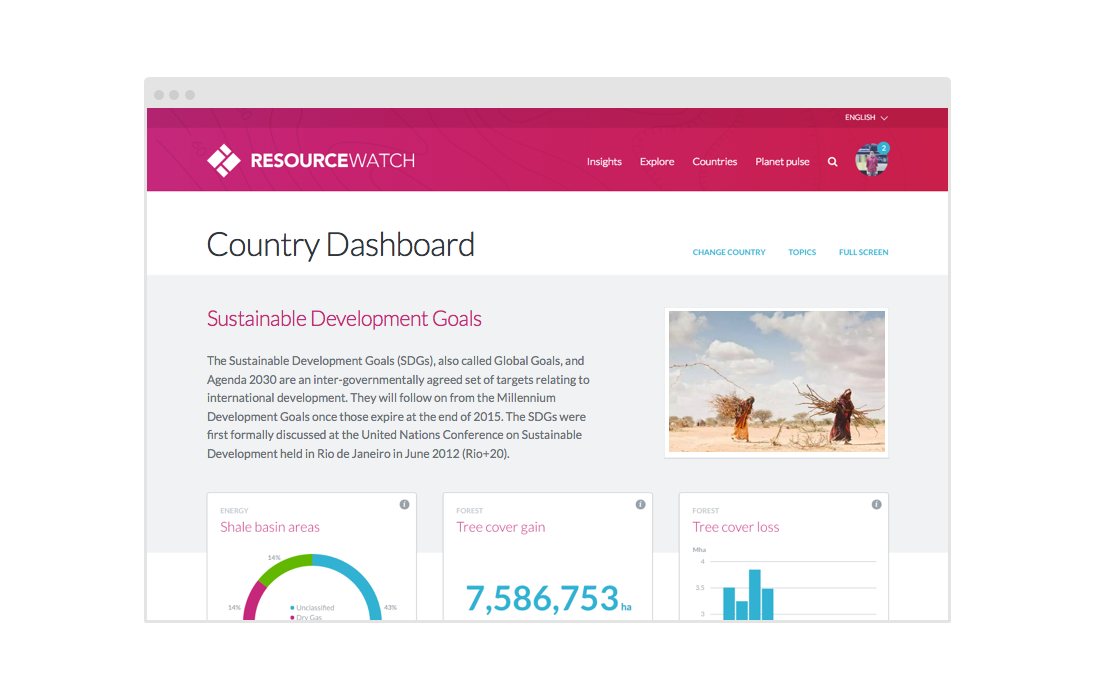 ENGLISH
RESOURCEWATCH
Insights Explore Countries Planet pulse
2
Country Dashboard
CHANGE COUNTRY TOPICS FULL SCREEN
Sustainable Development Goals
The Sustainable Development Goals (SDGs), also called Global Goals, and
Agenda 2030 are an inter-governmentally agreed set of targets relating to
international development. They will follow on from the Millennium
Development Goals once those expire at the end of 2015. The SDGs were
first formally discussed at the United Nations Conference on Sustainable
Development held in Rio de Janeiro in June 2012 (Rio+20).
ENERGY
Shale basin areas
14%
14%
43%
Unclassified
Dry Gas
FOREST
Tree cover gain
7,586,753 ha
FOREST
Tree cover loss
Mha
4
3.5
3